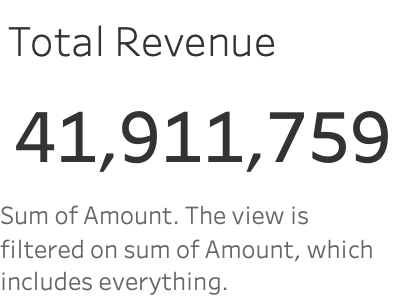 Total Revenue
41,911,759
Sum of Amount. The view is
filtered on sum of Amount, which
includes everything.